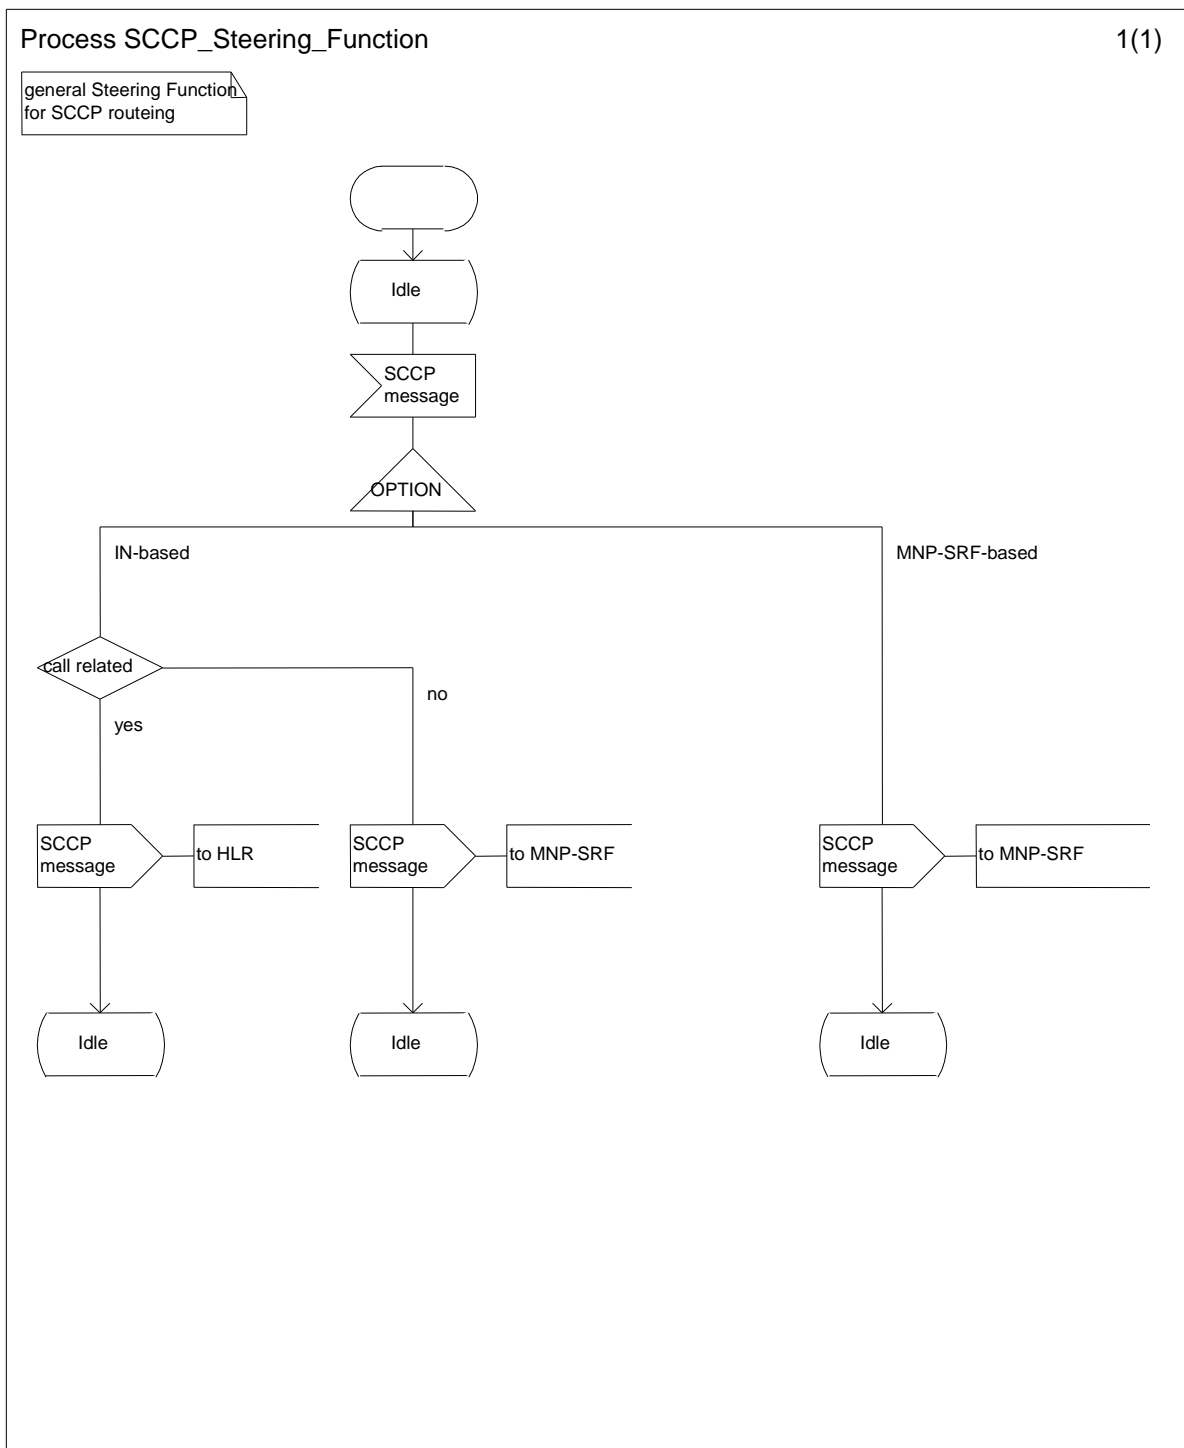 Process SCCP_Steering_Function
1(1)
general Steering Function
for SCCP routeing
Idle
SCCP
message
OPTION
IN-based
MNP-SRF-based
call related
no
yes
SCCP
message
to HLR
SCCP
message
to MNP-SRF
SCCP
message
to MNP-SRF
Idle
Idle
Idle